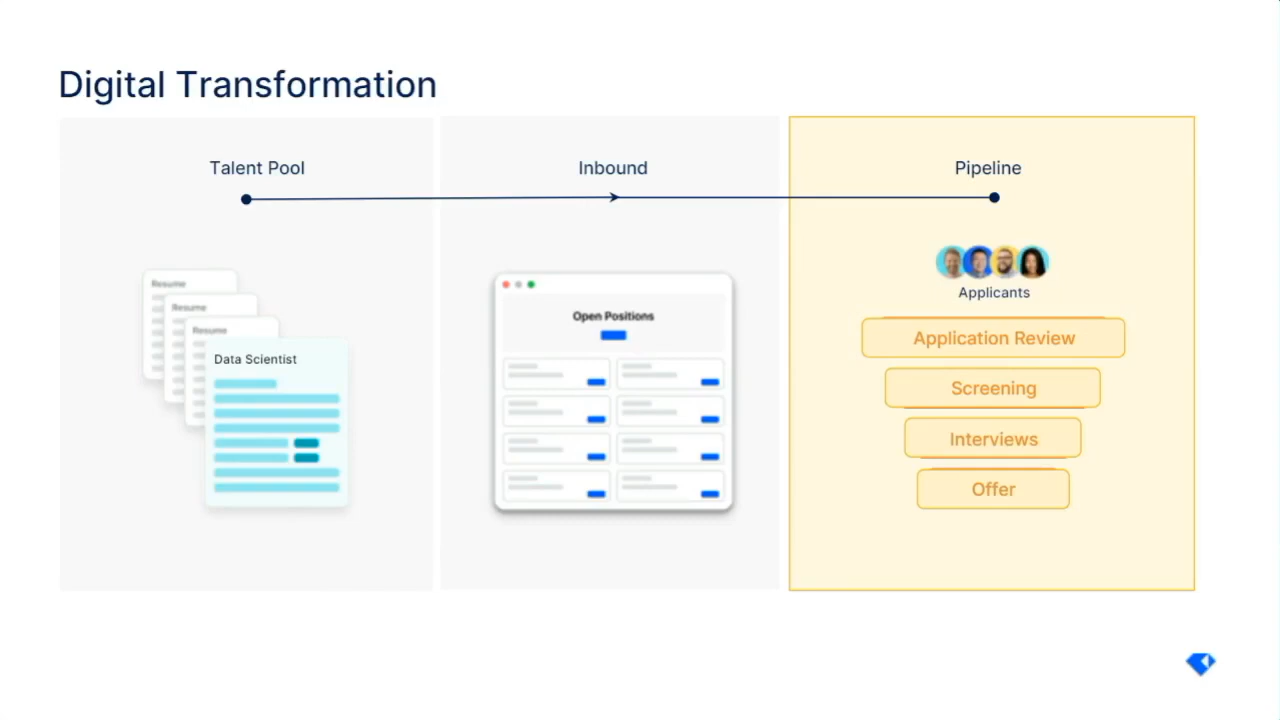 Digital Transformation
Talent Pool
Resume
Resume
Resume
Data Scientist
Inbound
Open Positions
Pipeline
Applicants
Application Review
Screening
Interviews
Offer